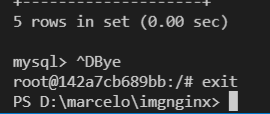 +--------------------+
5 rows in set (0.00 sec)
mysql> ^DBye
root@142a7cb689bb:/# exit
PS D:\marcelo\imgnginx>